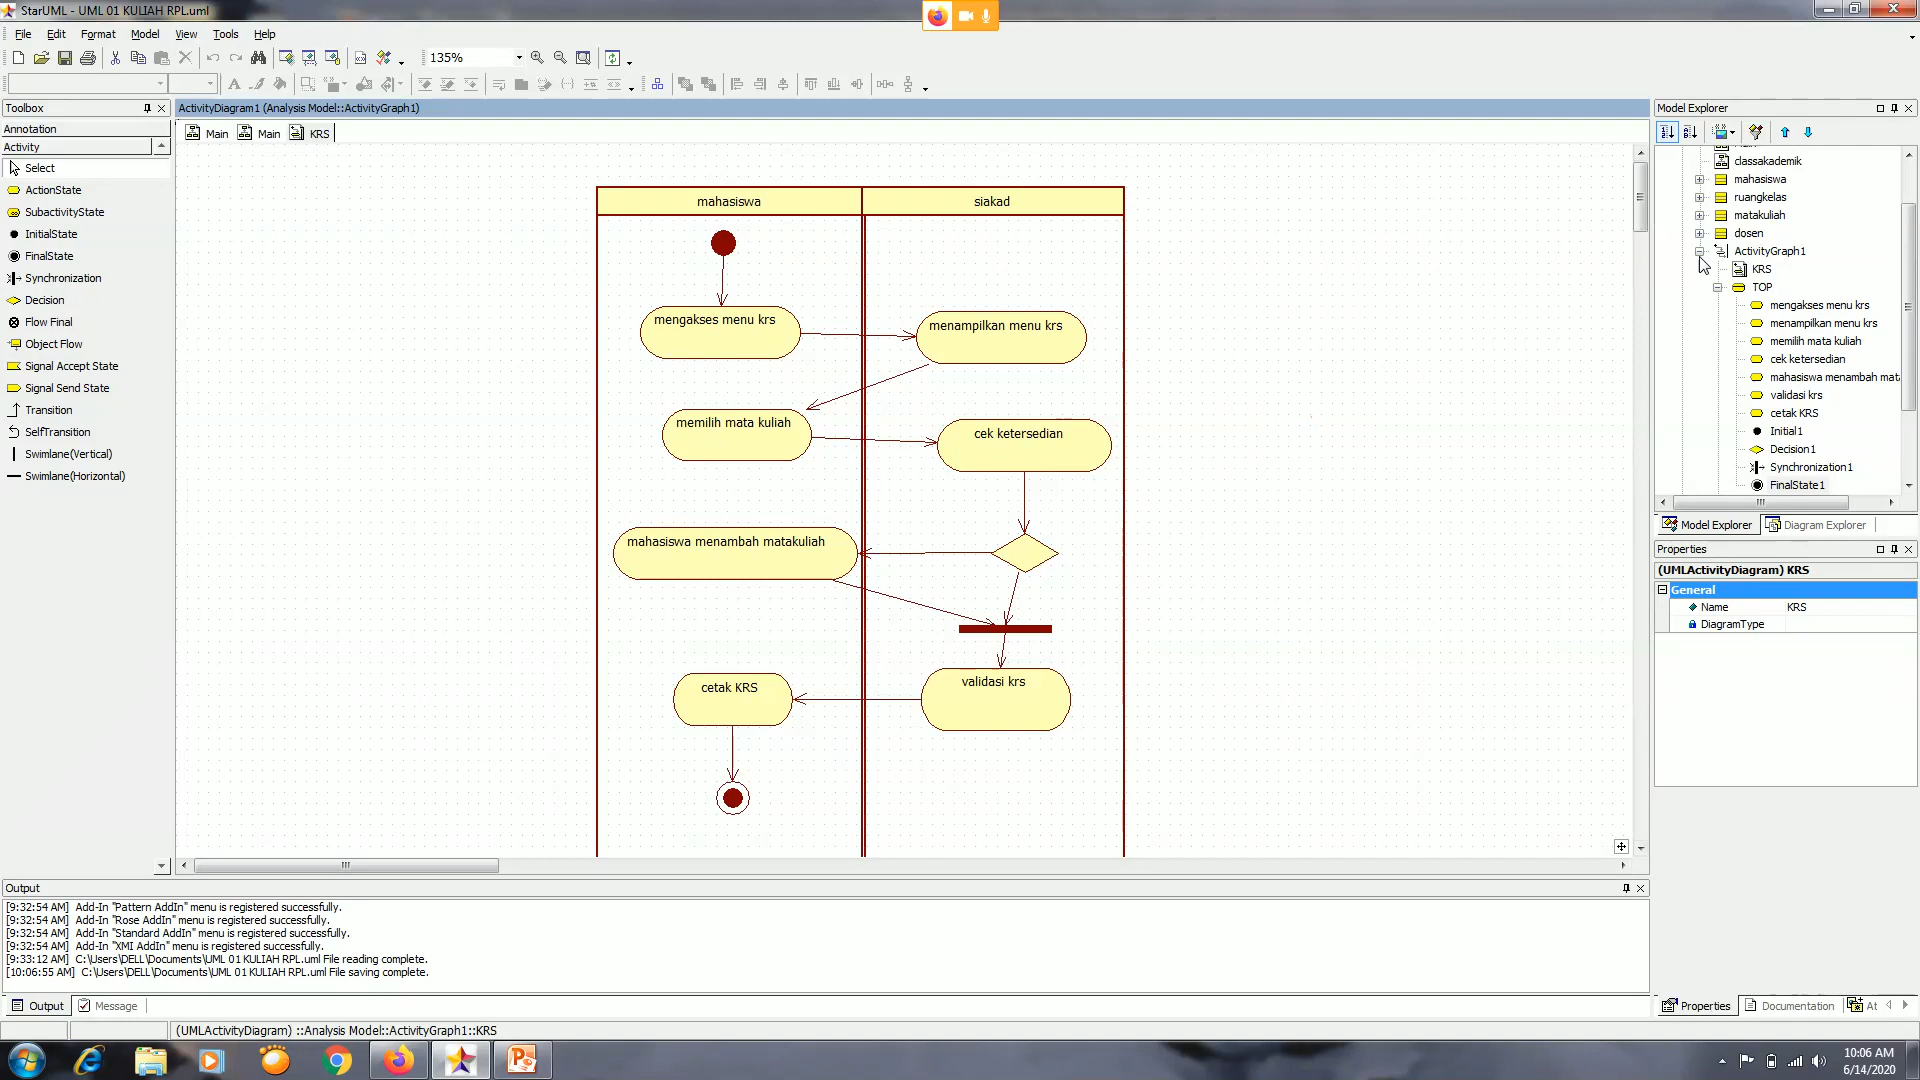 StarUML - UML 01 KULIAH RPL.uml
File Edit Format Model View Tools Help
135%
Toolbox
Annotation
Activity
Select
ActionState
SubactivityState
InitialState
FinalState
Synchronization
Decision
Flow Final
Object Flow
Signal Accept State
Signal Send State
Transition
SelfTransition
Swimlane(Vertical)
Swimlane(Horizontal)
ActivityDiagram1 (Analysis Model::ActivityGraph1)
Main Main KRS
mahasiswa siakad
mengakses menu krs
menampilkan menu krs
memilih mata kuliah
cek ketersedian
mahasiswa menambah matakuliah
validasi krs
cetak KRS
Model Explorer
classakademik
mahasiswa
ruangkelas
matakuliah
dosen
ActivityGraph1
KRS
TOP
mengakses menu krs
menampilkan menu krs
memilih mata kuliah
cek ketersedian
mahasiswa menambah mat
validasi krs
cetak KRS
Initial1
Decision1
Synchronization1
FinalState1
Model Explorer Diagram Explorer
Properties
(UMLActivityDiagram) KRS
General
Name KRS
DiagramType
Properties Documentation At
Output
[9:32:54 AM] Add-In "Pattern AddIn" menu is registered successfully.
[9:32:54 AM] Add-In "Rose AddIn" menu is registered successfully.
[9:32:54 AM] Add-In "Standard AddIn" menu is registered successfully.
[9:32:54 AM] Add-In "XMI AddIn" menu is registered successfully.
[9:33:12 AM] C:\Users\DELL\Documents\UML 01 KULIAH RPL.uml File reading complete.
[10:06:55 AM] C:\Users\DELL\Documents\UML 01 KULIAH RPL.uml File saving complete.
Output Message
(UMLActivityDiagram) ::Analysis Model::ActivityGraph1::KRS
10:06 AM
6/14/2020